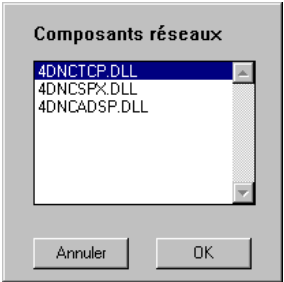 Composants réseaux
4DNCTCP.DLL
4DNCSPX.DLL
4DNCADSP.DLL
Annuler
OK